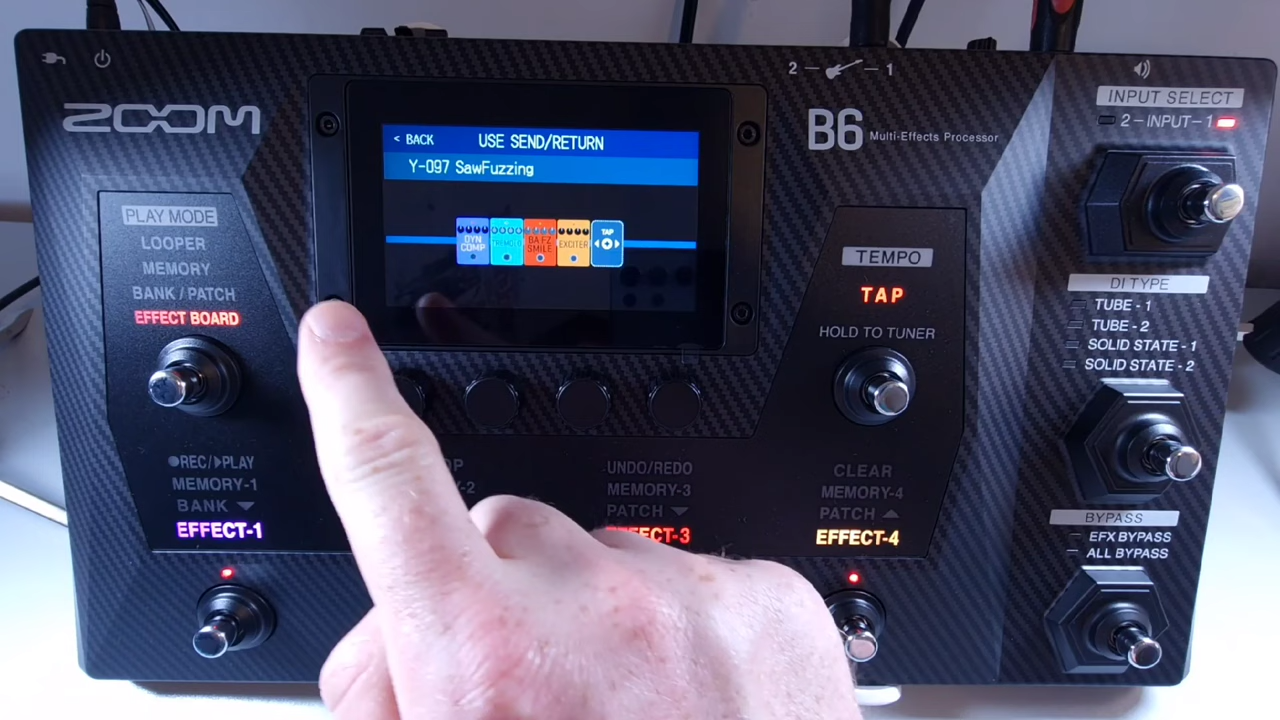 ZOOM
2 1
B6 Multi-Effects Processor
< BACK USE SEND/RETURN
Y-097 SawFuzzing
DYN COMP
TREMOLO
BA FZ SMILE
EXCITER
TAP
PLAY MODE
LOOPER
MEMORY
BANK / PATCH
EFFECT BOARD
TEMPO
TAP
HOLD TO TUNER
INPUT SELECT
2-INPUT-1
DI TYPE
TUBE - 1
TUBE - 2
SOLID STATE - 1
SOLID STATE - 2
REC/PLAY
MEMORY-1
BANK
EFFECT-1
UNDO/REDO
MEMORY-3
PATCH
EFFECT-3
CLEAR
MEMORY-4
PATCH
EFFECT-4
BYPASS
EFX BYPASS
ALL BYPASS